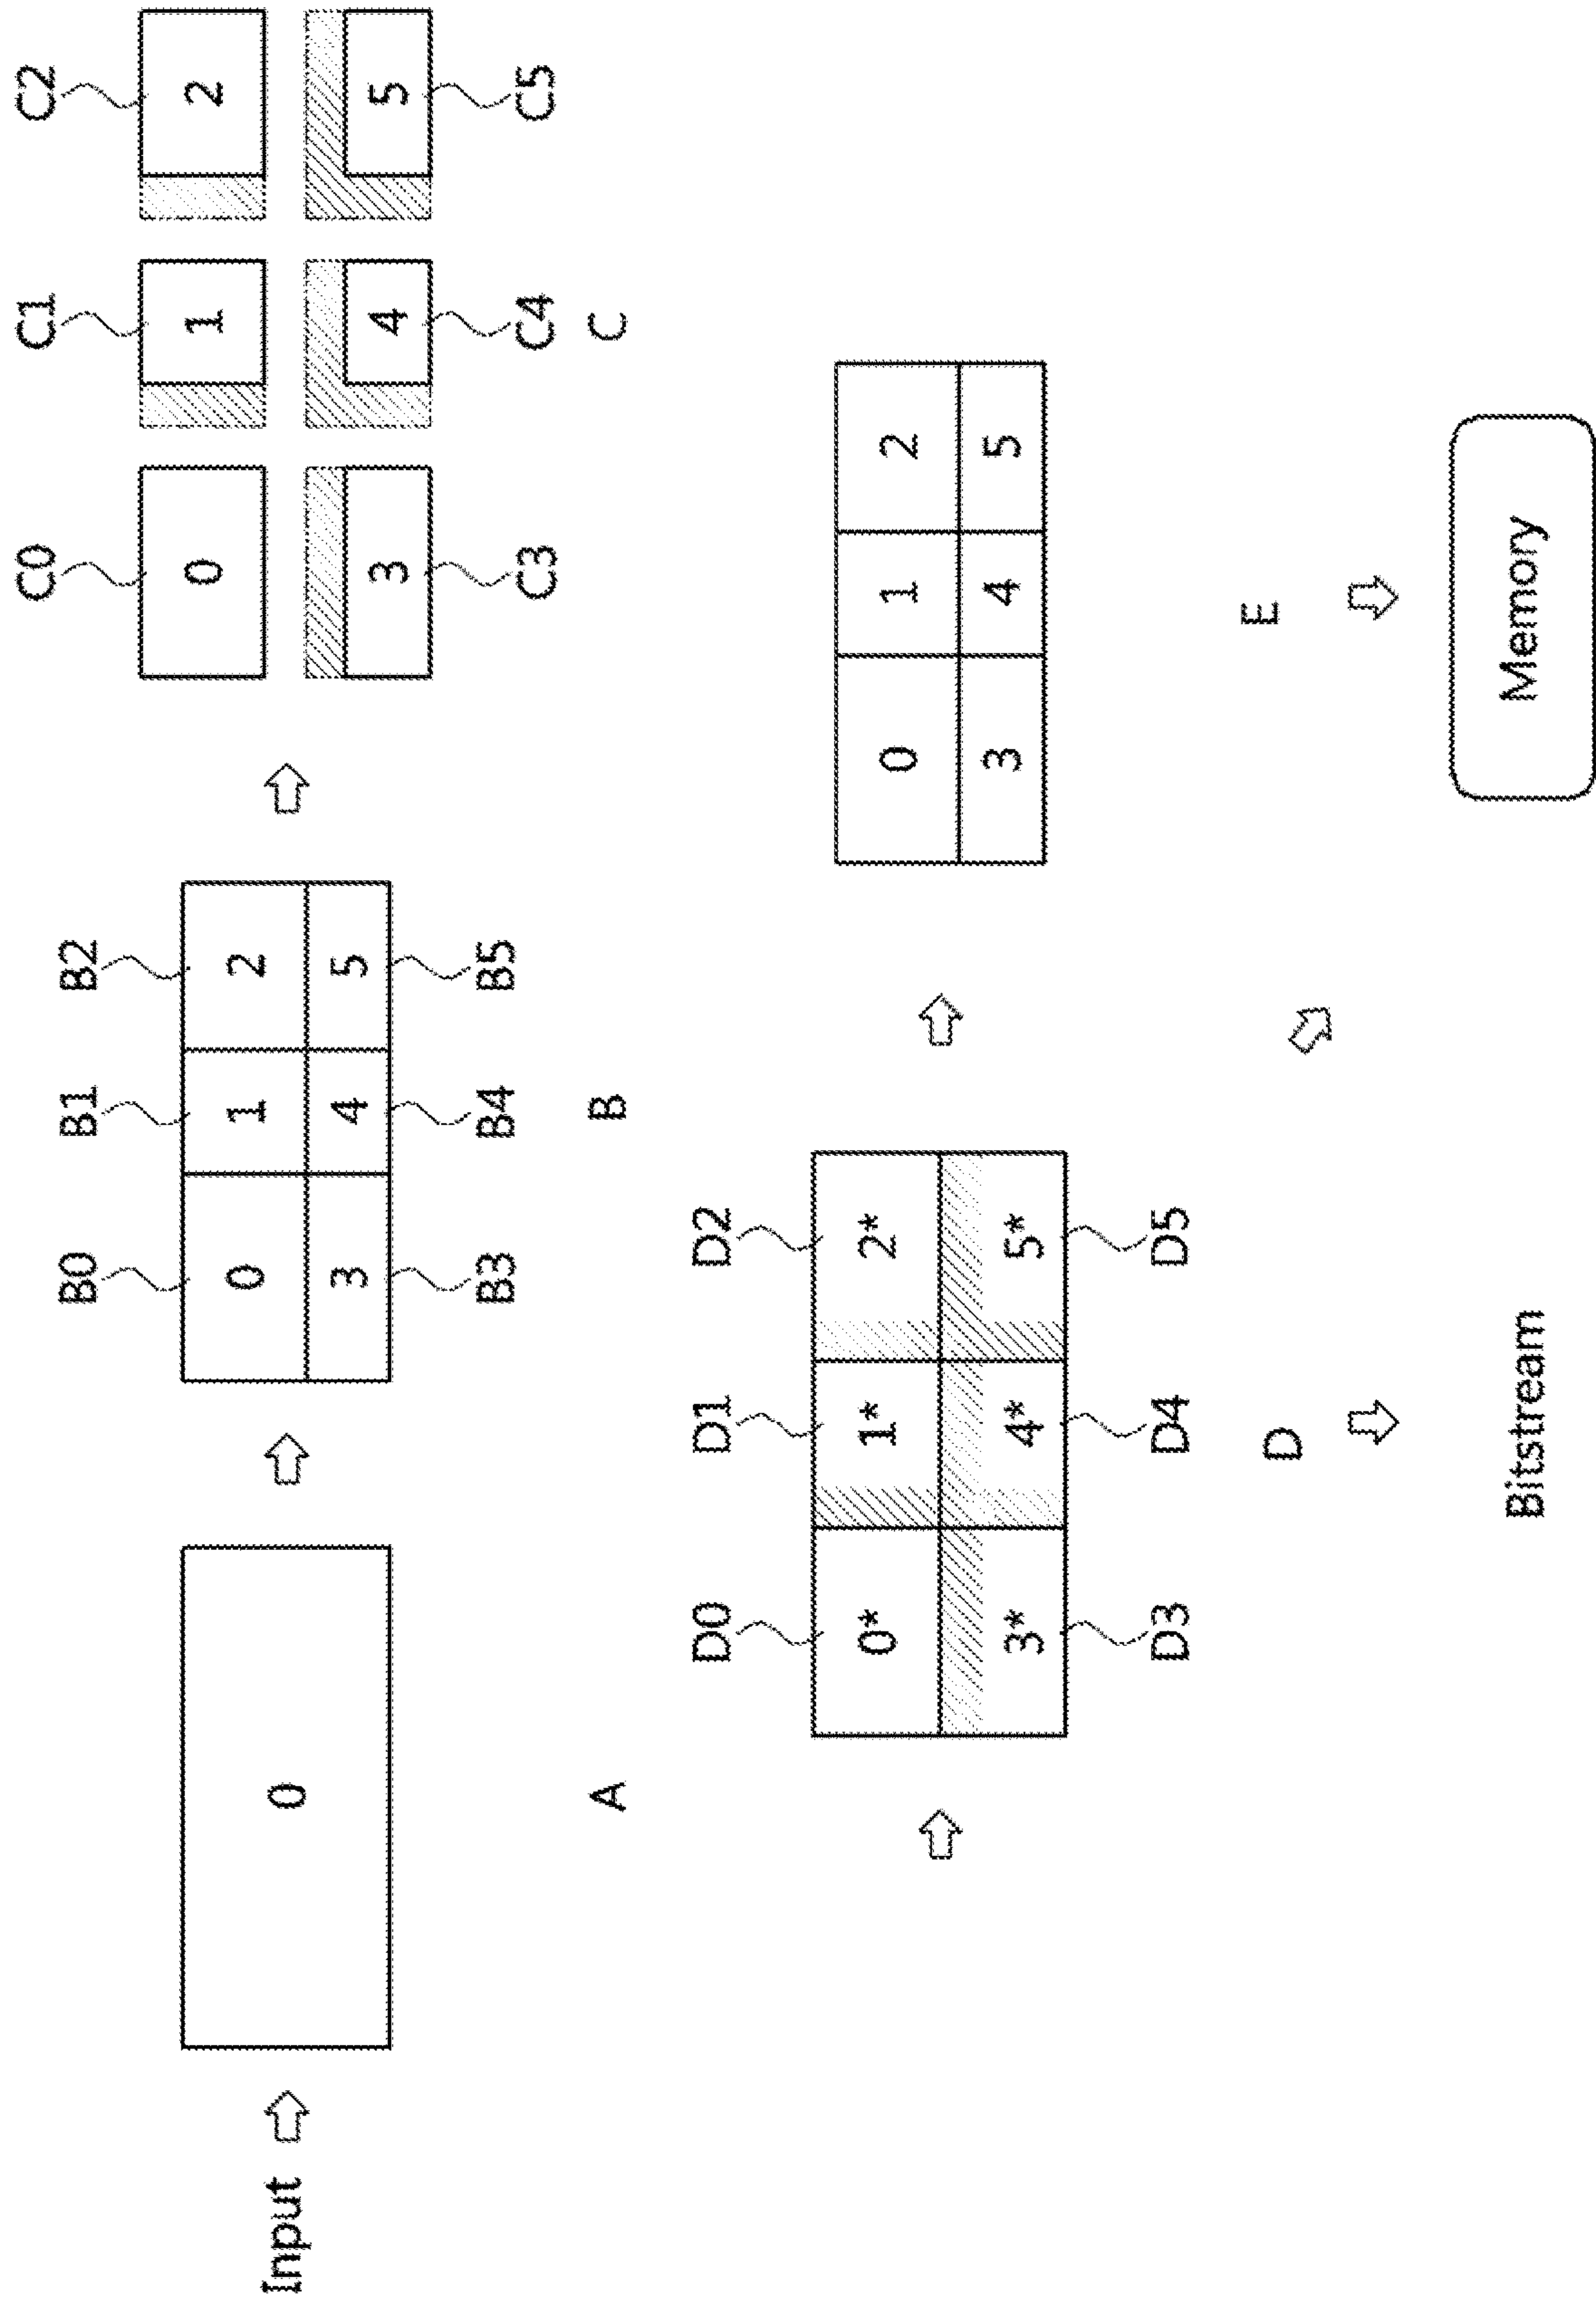 Input
0
A
B0 B1 B2
0 1 2
3 4 5
B3 B4 B5
B
C0 C1 C2
0 1 2
3 4 5
C3 C4 C5
C
D0 D1 D2
0* 1* 2*
3* 4* 5*
D3 D4 D5
D
0 1 2
3 4 5
E
Bitstream
Memory